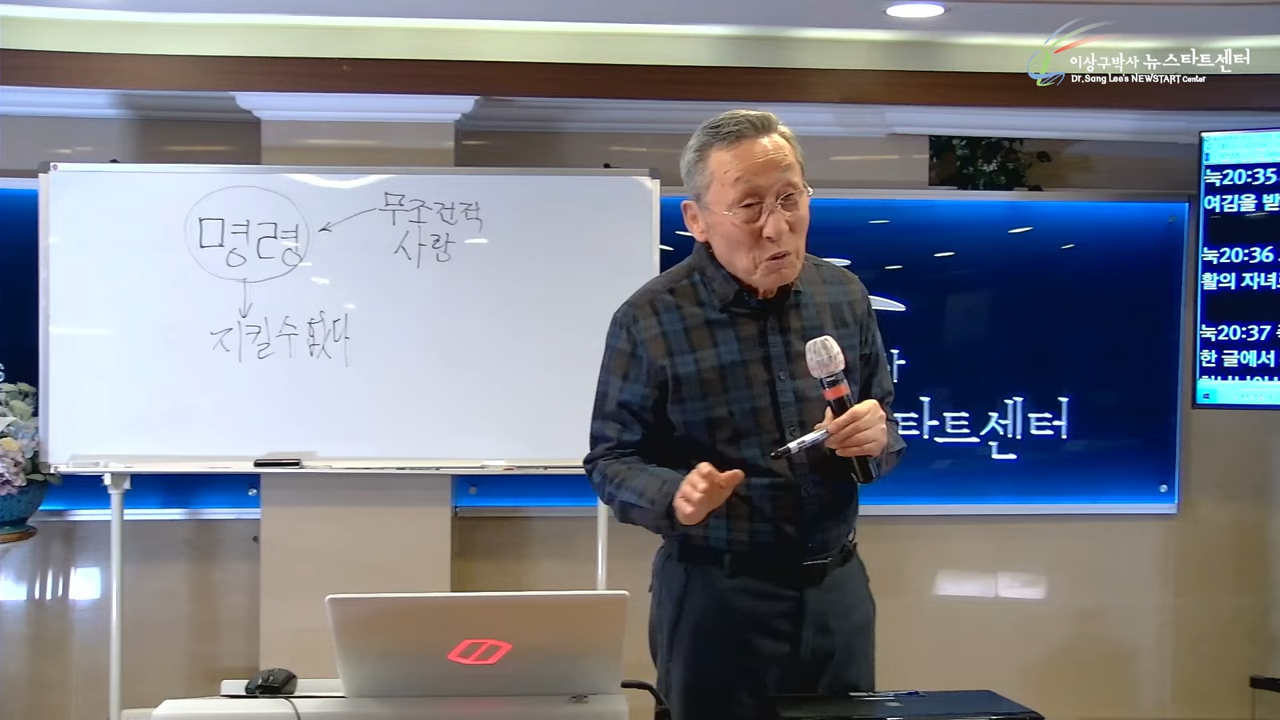 이상구박사 뉴스타트센터
Dr.Sang Lee's NEWSTART Center
명령
무조건적
사랑
지킬수 없다
타트센터
눅20:35
여김을 받
눅20:36
활의 자녀
눅20:37
한 글에서